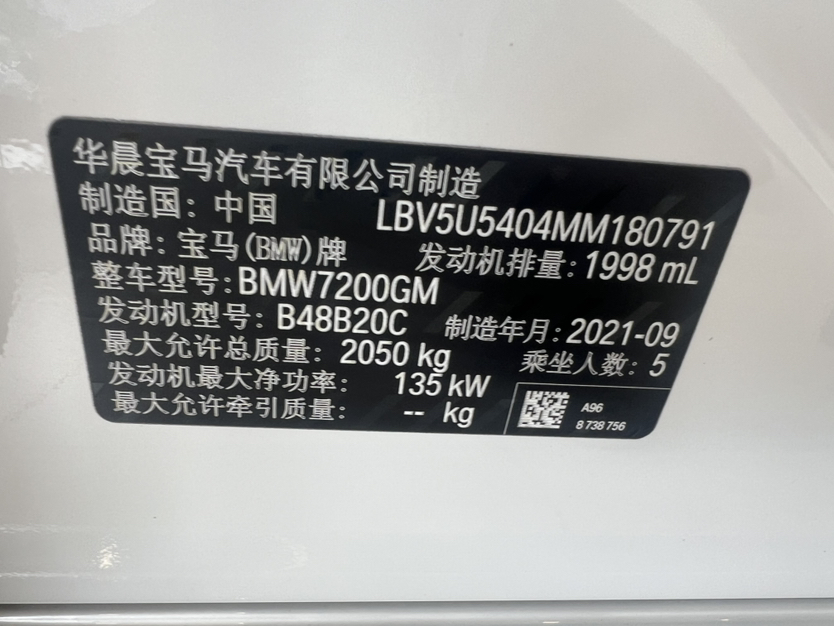 华晨宝马汽车有限公司制造
制造国：中国 LBV5U5404MM180791
品牌：宝马(BMW)牌 发动机排量：1998 mL
整车型号：BMW7200GM
发动机型号：B48B20C 制造年月：2021-09
最大允许总质量：2050 kg 乘坐人数：5
发动机最大净功率：135 kW
最大允许牵引质量：-- kg
A96
8 738 756